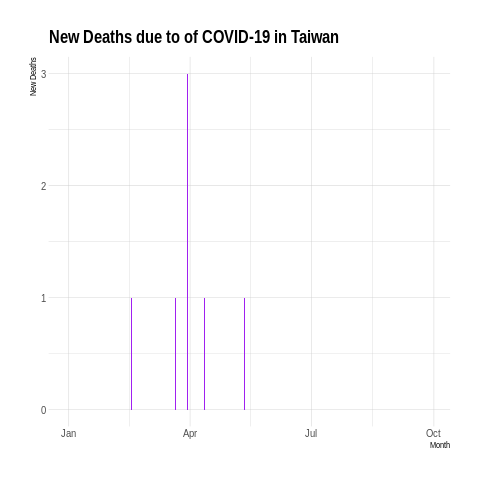 New Deaths due to of COVID-19 in Taiwan
New Deaths
3
2
1
0
Jan Apr Jul Oct
Month